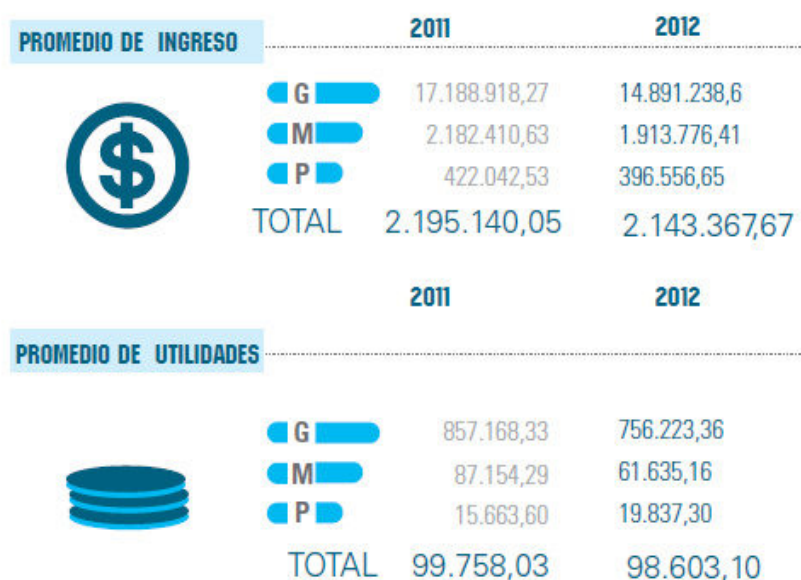 2011 2012
PROMEDIO DE INGRESO
G 17.188.918,27 14.891.238,6
M 2.182.410,63 1.913.776,41
P 422.042,53 396.556,65
TOTAL 2.195.140,05 2.143.367,67
2011 2012
PROMEDIO DE UTILIDADES
G 857.168,33 756.223,36
M 87.154,29 61.635,16
P 15.663,60 19.837,30
TOTAL 99.758,03 98.603,10